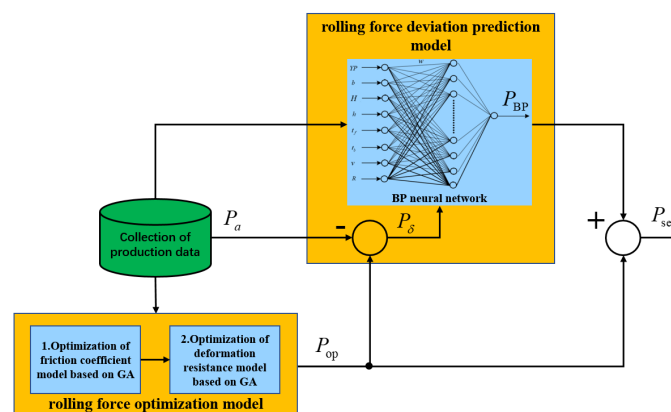 rolling force deviation prediction
model
w
YP
b
H
h
t_f
t_t
V
R
P_BP
BP neural network
Collection of
production data
P_a
-
P_δ
+
P_se
1.Optimization of
friction coefficient
model based on GA
2.Optimization of
deformation
resistance model
based on GA
P_op
rolling force optimization model